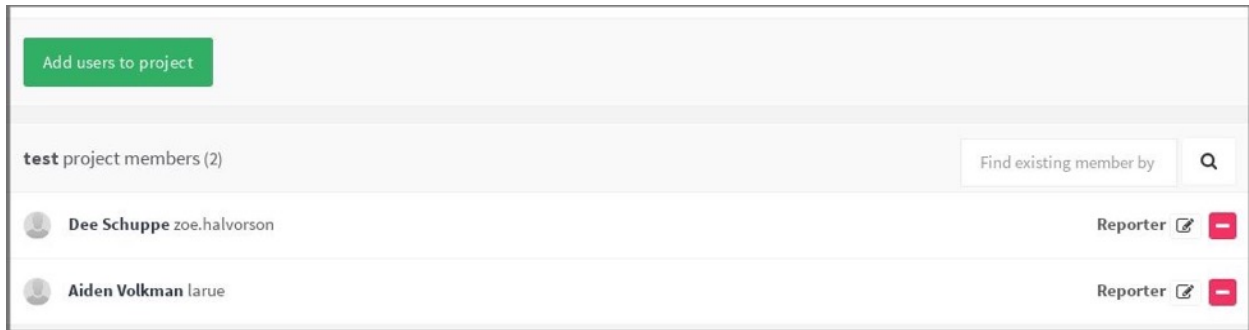 Add users to project
test project members (2)
Find existing member by
Dee Schuppe zoe.halvorson
Reporter
Aiden Volkman larue
Reporter